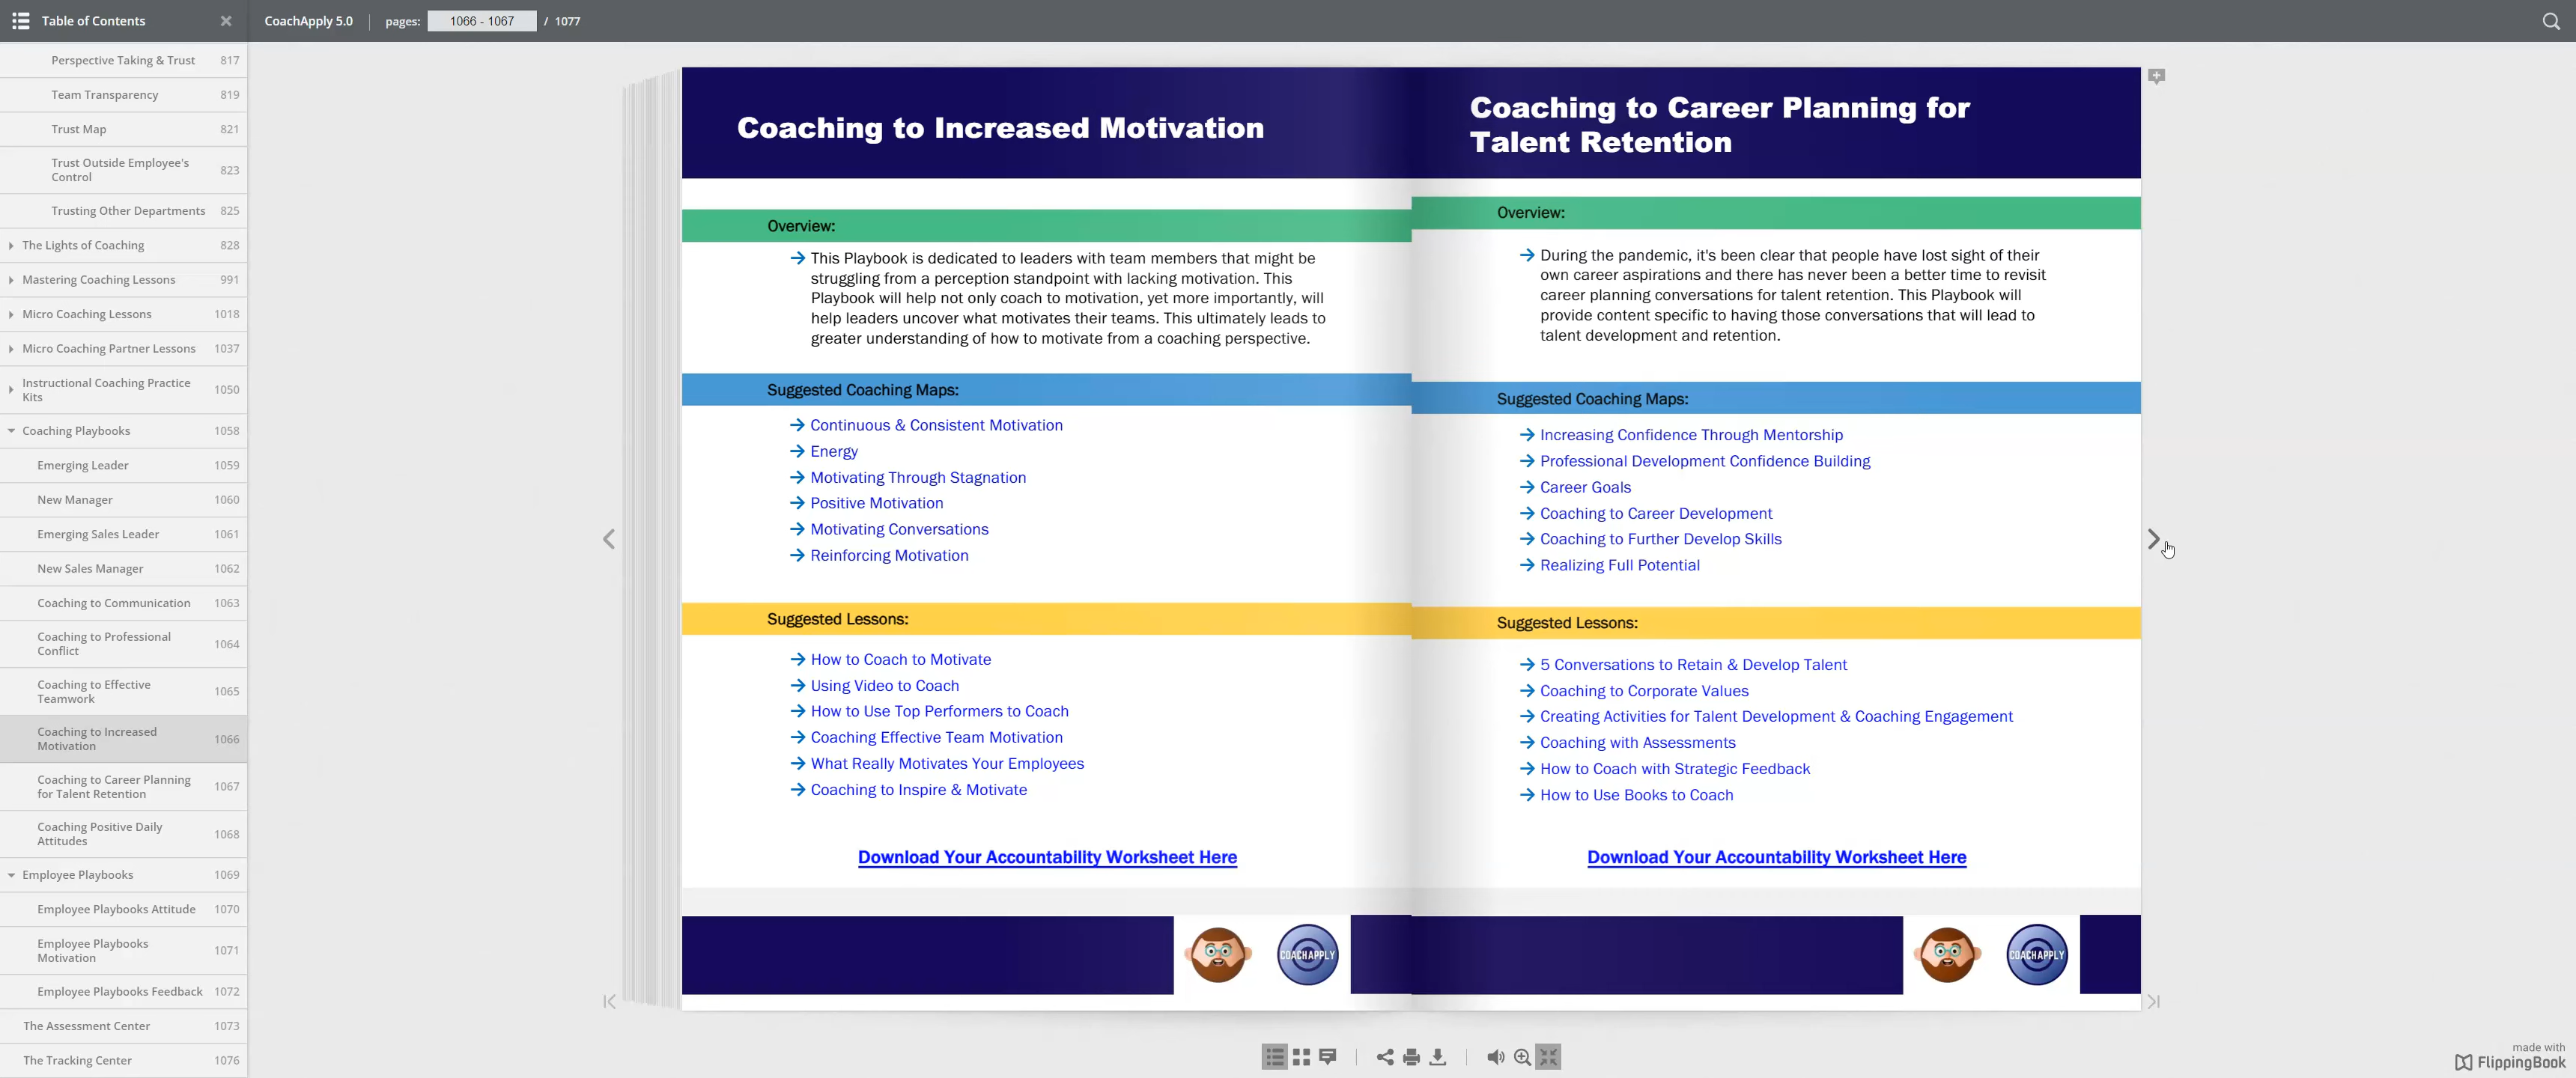 Table of Contents
CoachApply 5.0
pages:
1066 - 1067
/ 1077
Perspective Taking & Trust 817
Team Transparency 819
Trust Map 821
Trust Outside Employee's
Control 823
Trusting Other Departments 825
The Lights of Coaching 828
Mastering Coaching Lessons 991
Micro Coaching Lessons 1018
Micro Coaching Partner Lessons 1037
Instructional Coaching Practice
Kits 1050
Coaching Playbooks 1058
Emerging Leader 1059
New Manager 1060
Emerging Sales Leader 1061
New Sales Manager 1062
Coaching to Communication 1063
Coaching to Professional
Conflict 1064
Coaching to Effective
Teamwork 1065
Coaching to Increased
Motivation 1066
Coaching to Career Planning
for Talent Retention 1067
Coaching Positive Daily
Attitudes 1068
Employee Playbooks 1069
Employee Playbooks Attitude 1070
Employee Playbooks
Motivation 1071
Employee Playbooks Feedback 1072
The Assessment Center 1073
The Tracking Center 1076
Coaching to Increased Motivation
Overview:
This Playbook is dedicated to leaders with team members that might be
struggling from a perception standpoint with lacking motivation. This
Playbook will help not only coach to motivation, yet more importantly, will
help leaders uncover what motivates their teams. This ultimately leads to
greater understanding of how to motivate from a coaching perspective.
Suggested Coaching Maps:
Continuous & Consistent Motivation
Energy
Motivating Through Stagnation
Positive Motivation
Motivating Conversations
Reinforcing Motivation
Suggested Lessons:
How to Coach to Motivate
Using Video to Coach
How to Use Top Performers to Coach
Coaching Effective Team Motivation
What Really Motivates Your Employees
Coaching to Inspire & Motivate
Download Your Accountability Worksheet Here
COACHAPPLY
Coaching to Career Planning for
Talent Retention
Overview:
During the pandemic, it's been clear that people have lost sight of their
own career aspirations and there has never been a better time to revisit
career planning conversations for talent retention. This Playbook will
provide content specific to having those conversations that will lead to
talent development and retention.
Suggested Coaching Maps:
Increasing Confidence Through Mentorship
Professional Development Confidence Building
Career Goals
Coaching to Career Development
Coaching to Further Develop Skills
Realizing Full Potential
Suggested Lessons:
5 Conversations to Retain & Develop Talent
Coaching to Corporate Values
Creating Activities for Talent Development & Coaching Engagement
Coaching with Assessments
How to Coach with Strategic Feedback
How to Use Books to Coach
Download Your Accountability Worksheet Here
COACHAPPLY
made with
FlippingBook